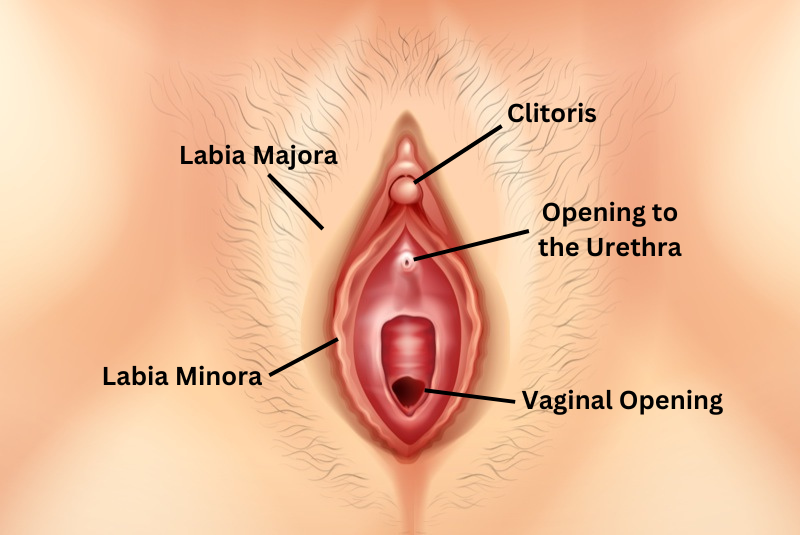 Clitoris
Labia Majora
Opening to
the Urethra
Labia Minora
Vaginal Opening